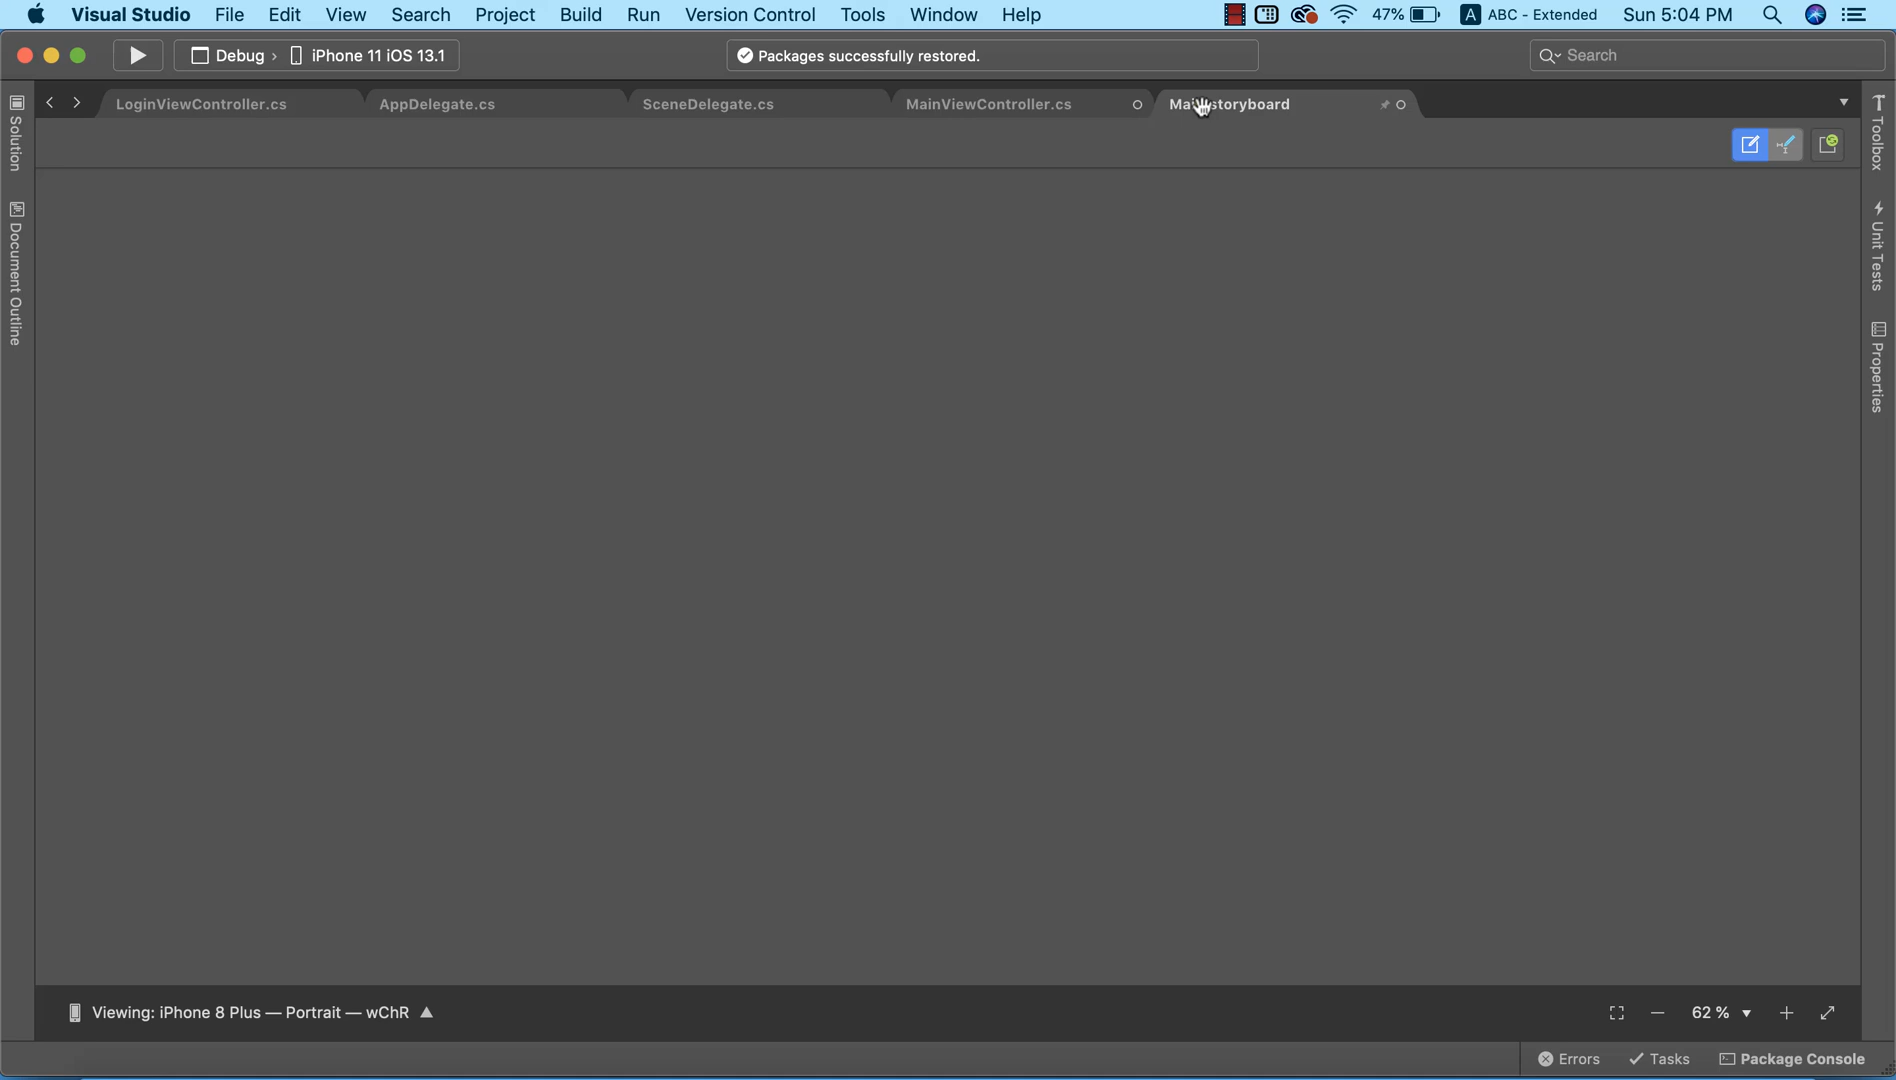 Visual Studio File Edit View Search Project Build Run Version Control Tools Window Help 47% A ABC - Extended Sun 5:04 PM
Debug › iPhone 11 iOS 13.1 Packages successfully restored. Search
LoginViewController.cs AppDelegate.cs SceneDelegate.cs MainViewController.cs storyboard
Solution
Document Outline
Toolbox
Unit Tests
Properties
Viewing: iPhone 8 Plus — Portrait — wChR 62 %
Errors Tasks Package Console